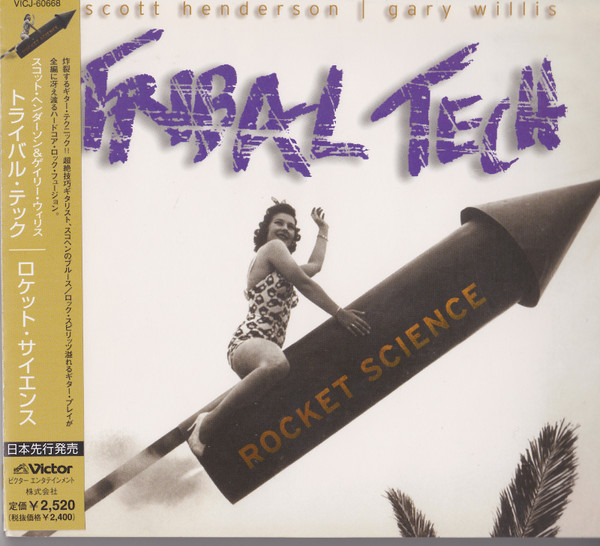 VICJ-60668
scott henderson | gary willis
TRIBAL TECH
ROCKET SCIENCE
炸裂するギター・テクニック!! 超絶技巧ギタリスト、スコヘンのブルース/ロック・スピリッツ溢れるギター・プレイが
全編に冴え渡るハードコア・ロック・フュージョン。
スコット・ヘンダーソン&ゲイリー・ウィリス
トライバル・テック|ロケット・サイエンス
日本先行発売
Victor
ビクター エンタテインメント
株式会社
定価¥2,520
(税抜価格¥2,400)